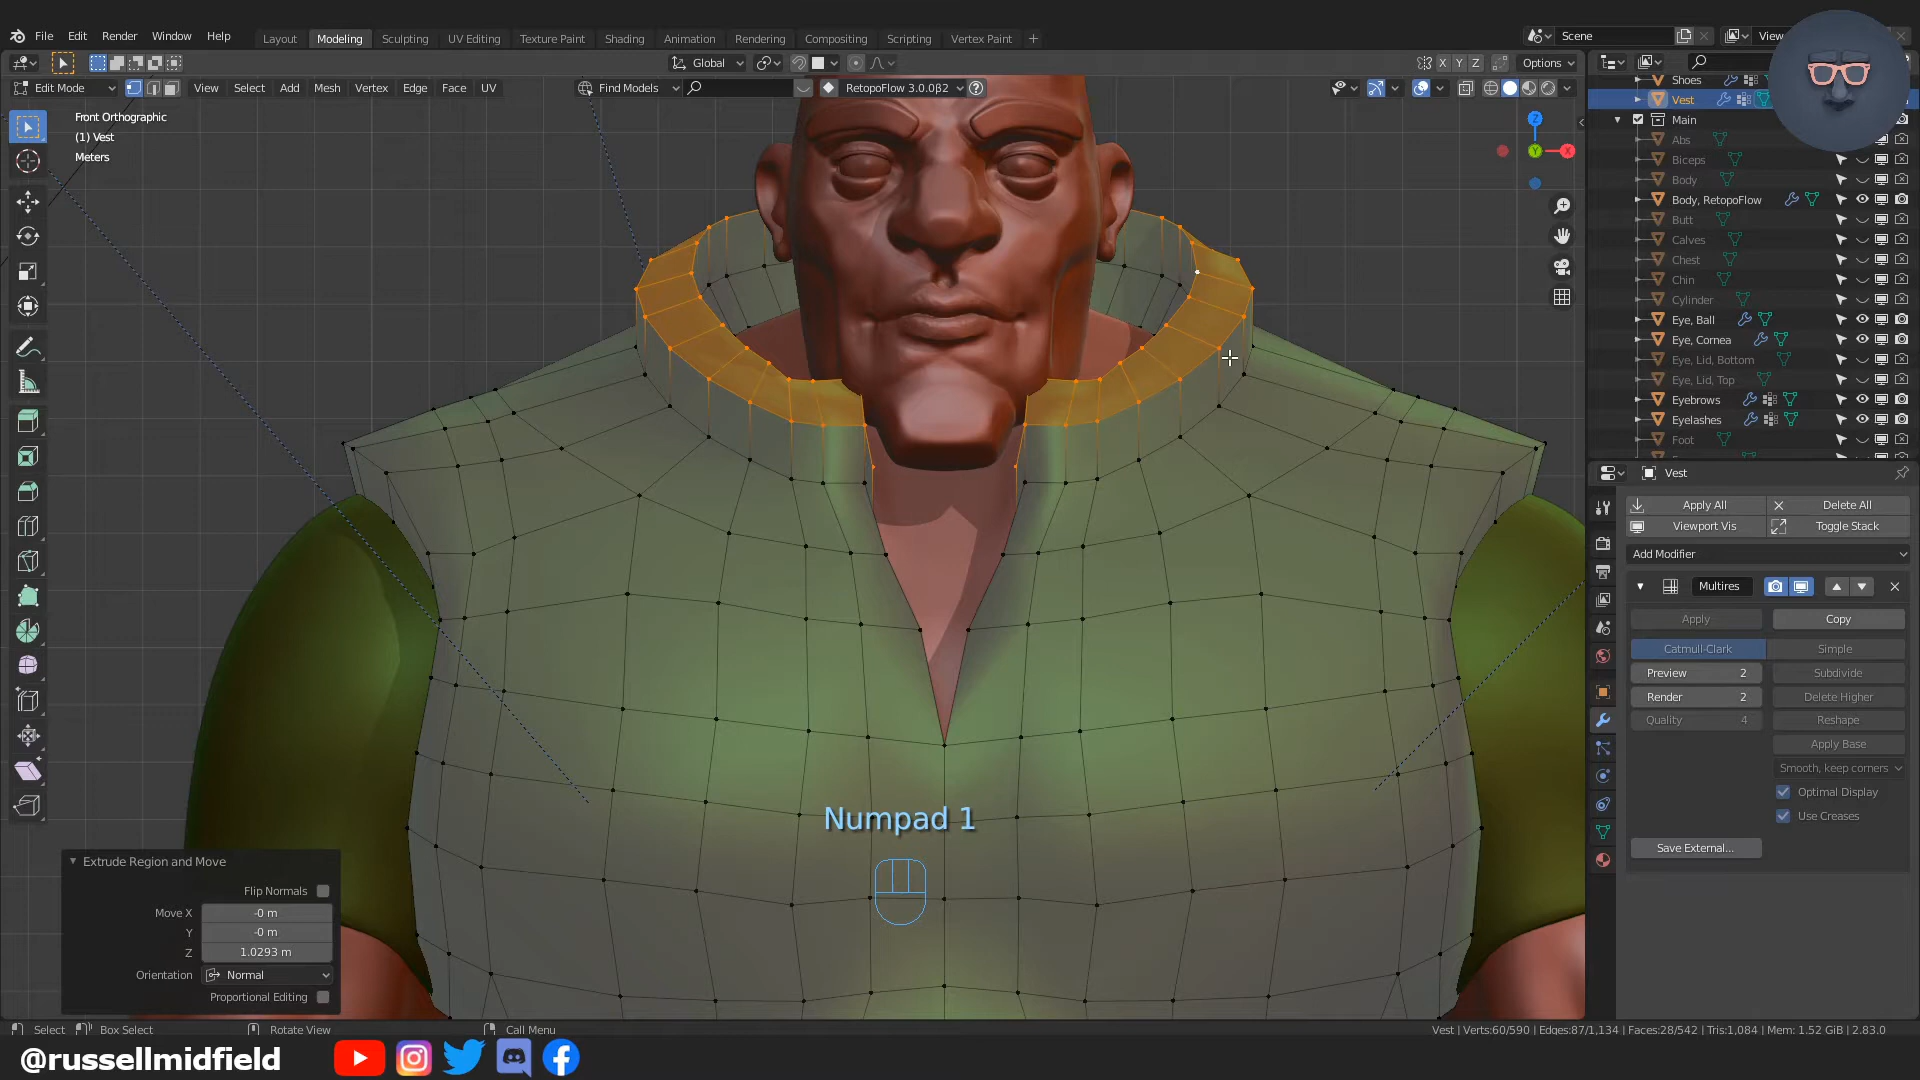 File Edit Render Window Help
Layout Modeling Sculpting UV Editing Texture Paint Shading Animation Rendering Compositing Scripting Vertex Paint +
Scene
View
Global
X Y Z
Options
Edit Mode View Select Add Mesh Vertex Edge Face UV
Find Models
RetopoFlow 3.0.0β2
Front Orthographic
(1) Vest
Meters
Z
Y
X
Shoes
Vest
Main
Abs
Biceps
Body
Body, RetopoFlow
Butt
Calves
Chest
Chin
Cylinder
Eye, Ball
Eye, Cornea
Eye, Lid, Bottom
Eye, Lid, Top
Eyebrows
Eyelashes
Foot
Vest
Apply All Delete All
Viewport Vis Toggle Stack
Add Modifier
Multires
Apply Copy
Catmull-Clark Simple
Preview 2 Subdivide
Render 2 Delete Higher
Quality 4 Reshape
Apply Base
Smooth, keep corners
Optimal Display
Use Creases
Save External...
Numpad 1
Extrude Region and Move
Flip Normals
Move X -0 m
Y -0 m
Z 1.0293 m
Orientation Normal
Proportional Editing
Select Box Select Rotate View Call Menu
Vest | Verts:60/590 | Edges:87/1,134 | Faces:28/542 | Tris:1,084 | Mem: 1.52 GiB | 2.83.0
@russellmidfield